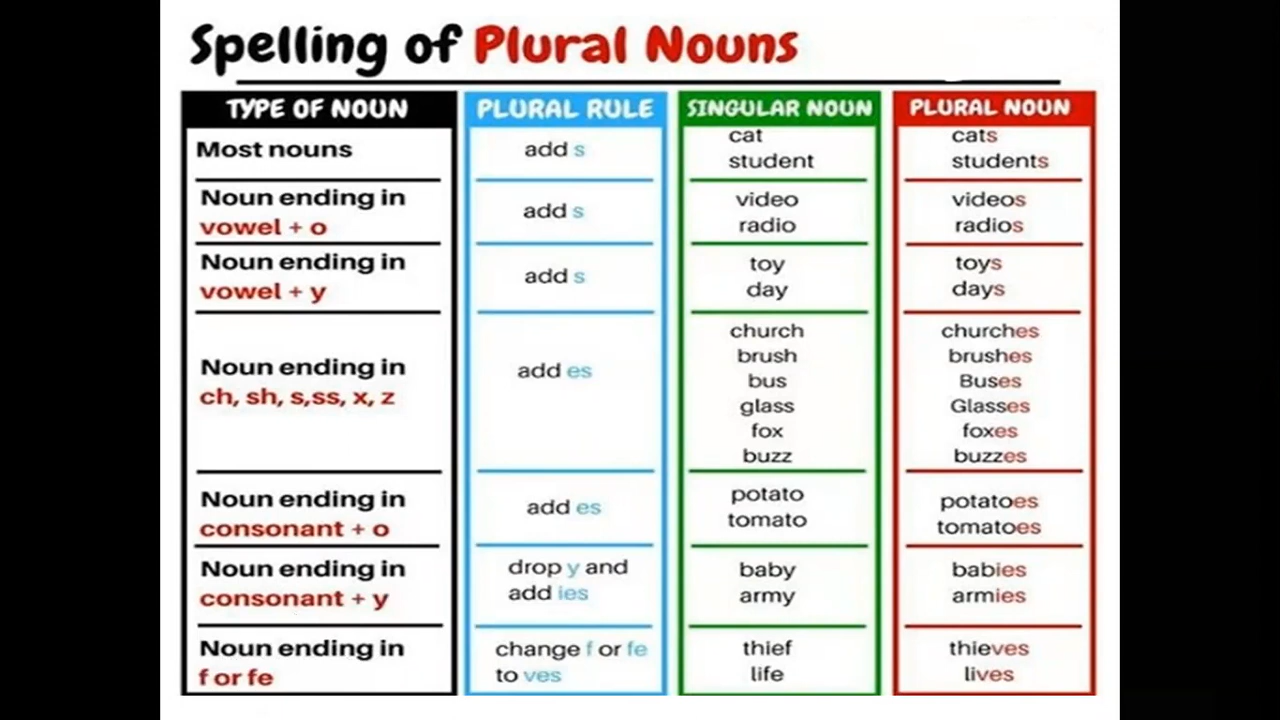 Spelling of Plural Nouns
TYPE OF NOUN PLURAL RULE SINGULAR NOUN PLURAL NOUN
Most nouns
add s
cat
student
cats
students
Noun ending in
vowel + o
add s
video
radio
videos
radios
Noun ending in
vowel + y
add s
toy
day
toys
days
Noun ending in
ch, sh, s,ss, x, z
add es
church
brush
bus
glass
fox
buzz
churches
brushes
Buses
Glasses
foxes
buzzes
Noun ending in
consonant + o
add es
potato
tomato
potatoes
tomatoes
Noun ending in
consonant + y
drop y and
add ies
baby
army
babies
armies
Noun ending in
f or fe
change f or fe
to ves
thief
life
thieves
lives